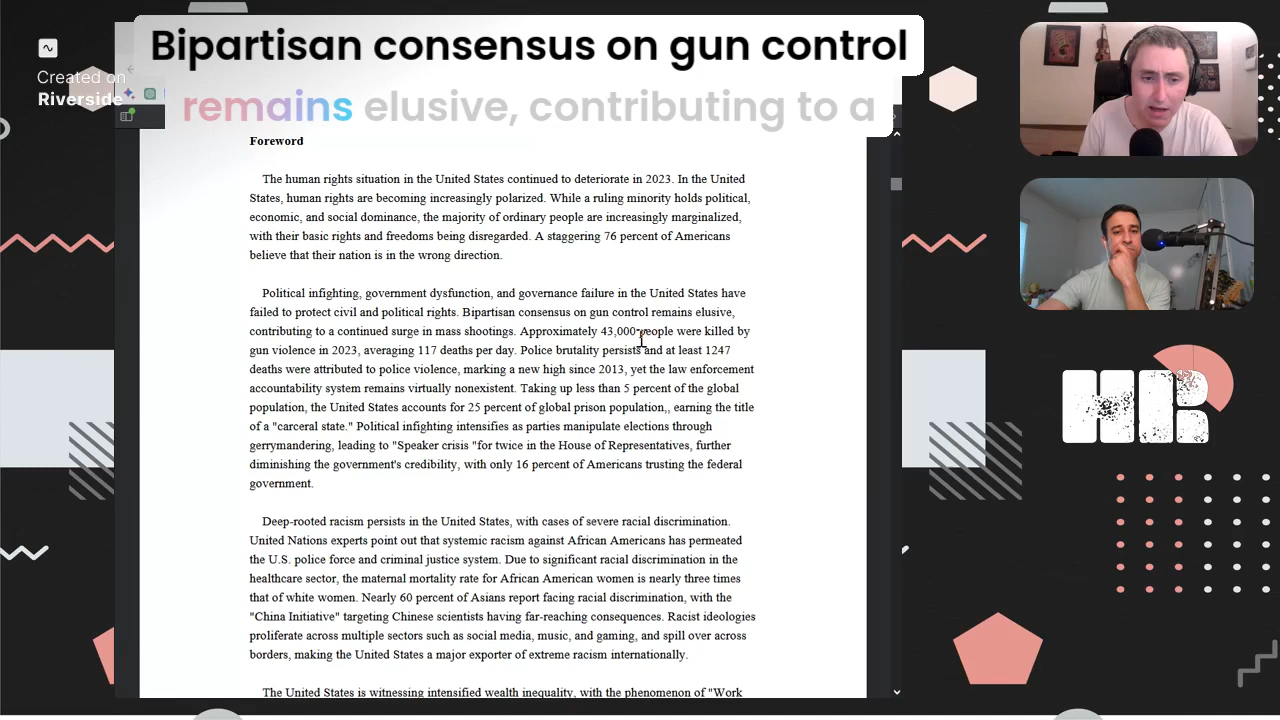 Bipartisan consensus on gun control
remains elusive, contributing to a
Created on
Riverside
Foreword
The human rights situation in the United States continued to deteriorate in 2023. In the United
States, human rights are becoming increasingly polarized. While a ruling minority holds political,
economic, and social dominance, the majority of ordinary people are increasingly marginalized,
with their basic rights and freedoms being disregarded. A staggering 76 percent of Americans
believe that their nation is in the wrong direction.
Political infighting, government dysfunction, and governance failure in the United States have
failed to protect civil and political rights. Bipartisan consensus on gun control remains elusive,
contributing to a continued surge in mass shootings. Approximately 43,000 people were killed by
gun violence in 2023, averaging 117 deaths per day. Police brutality persists and at least 1247
deaths were attributed to police violence, marking a new high since 2013, yet the law enforcement
accountability system remains virtually nonexistent. Taking up less than 5 percent of the global
population, the United States accounts for 25 percent of global prison population,, earning the title
of a "carceral state." Political infighting intensifies as parties manipulate elections through
gerrymandering, leading to "Speaker crisis "for twice in the House of Representatives, further
diminishing the government's credibility, with only 16 percent of Americans trusting the federal
government.
Deep-rooted racism persists in the United States, with cases of severe racial discrimination.
United Nations experts point out that systemic racism against African Americans has permeated
the U.S. police force and criminal justice system. Due to significant racial discrimination in the
healthcare sector, the maternal mortality rate for African American women is nearly three times
that of white women. Nearly 60 percent of Asians report facing racial discrimination, with the
"China Initiative" targeting Chinese scientists having far-reaching consequences. Racist ideologies
proliferate across multiple sectors such as social media, music, and gaming, and spill over across
borders, making the United States a major exporter of extreme racism internationally.
The United States is witnessing intensified wealth inequality, with the phenomenon of "Work
HR